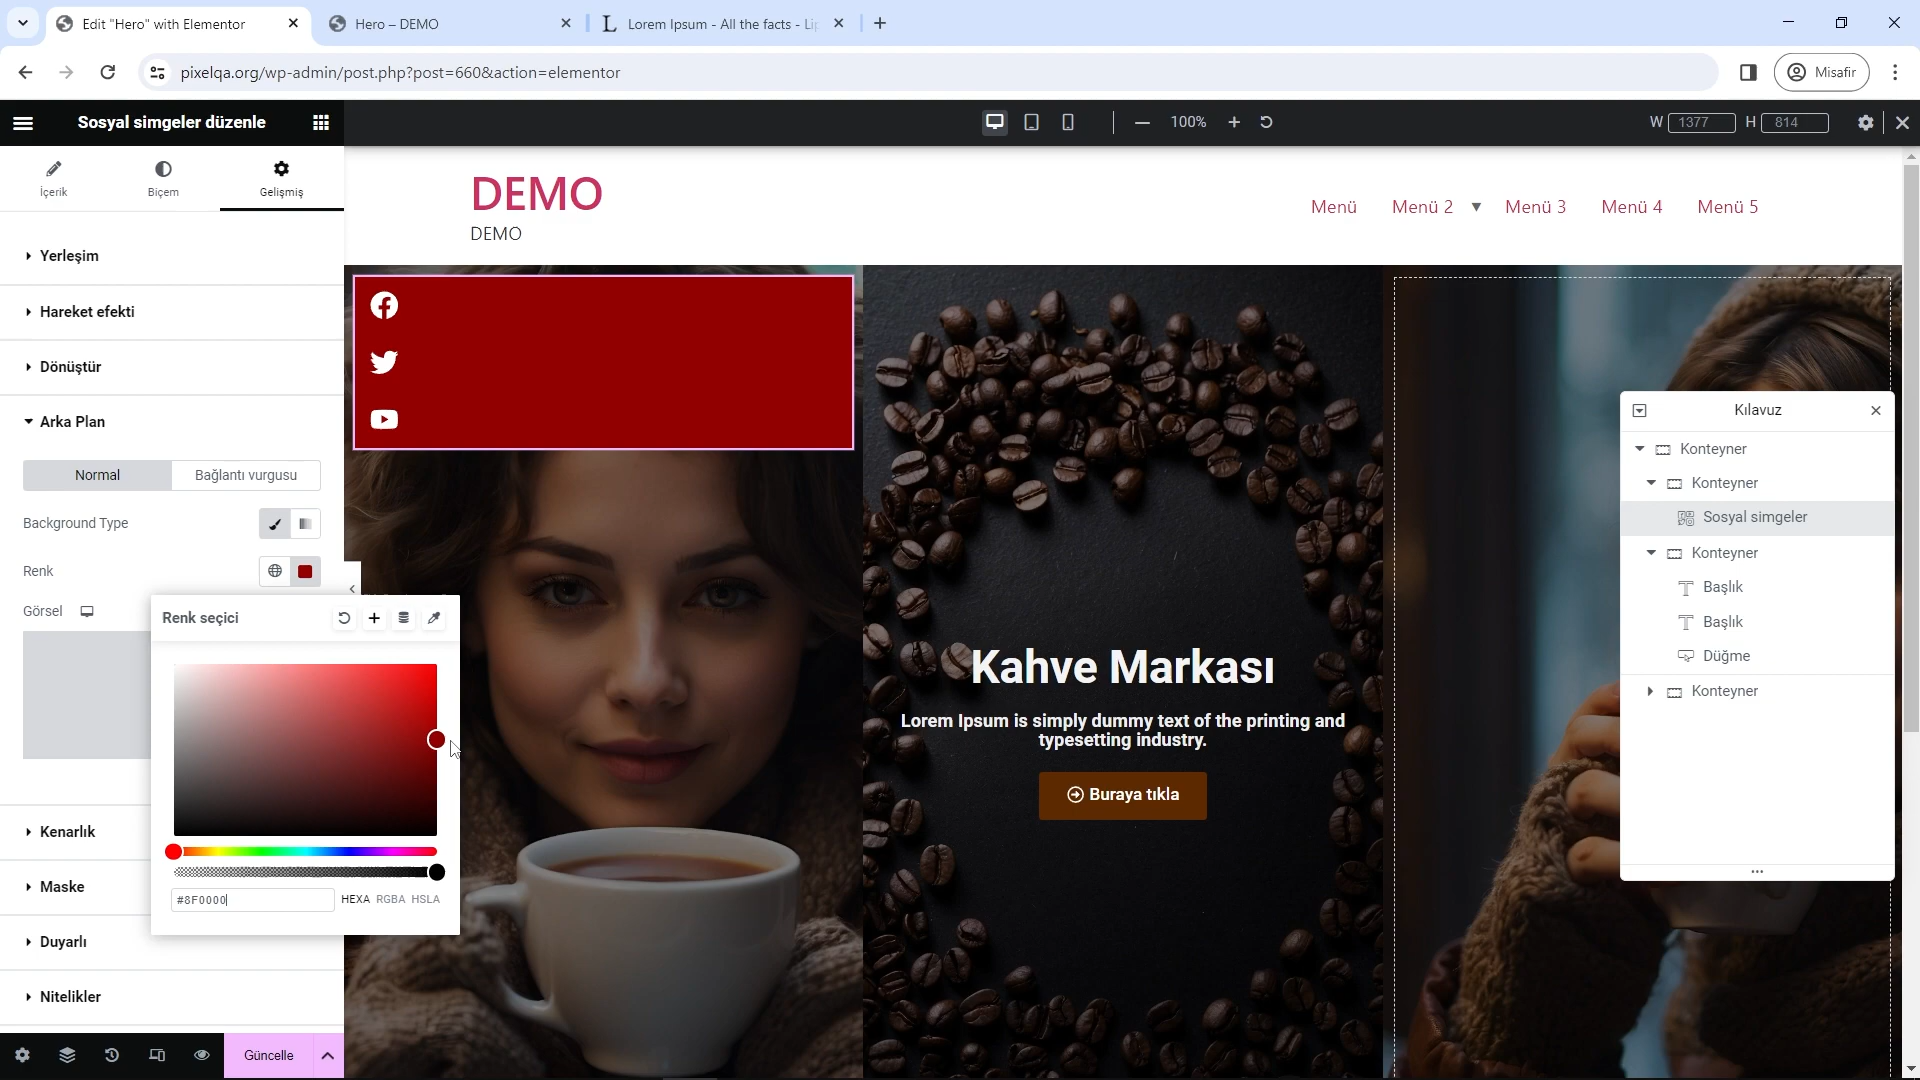 Edit "Hero" with Elementor
Hero – DEMO
Lorem Ipsum - All the facts - Li
pixelqa.org/wp-admin/post.php?post=660&action=elementor
Misafir
Sosyal simgeler düzenle
100%
W 1377 H 814
İçerik
Biçem
Gelişmiş
DEMO
DEMO
Menü
Menü 2 ▼
Menü 3
Menü 4
Menü 5
Yerleşim
Hareket efekti
Dönüştür
Arka Plan
Normal
Bağlantı vurgusu
Background Type
Renk
Görsel
Renk seçici
#8F0000
HEXA RGBA HSLA
Kenarlık
Maske
Duyarlı
Nitelikler
Güncelle
Kahve Markası
Lorem Ipsum is simply dummy text of the printing and
typesetting industry.
Buraya tıkla
Kılavuz
Konteyner
Konteyner
Sosyal simgeler
Konteyner
Başlık
Başlık
Düğme
Konteyner